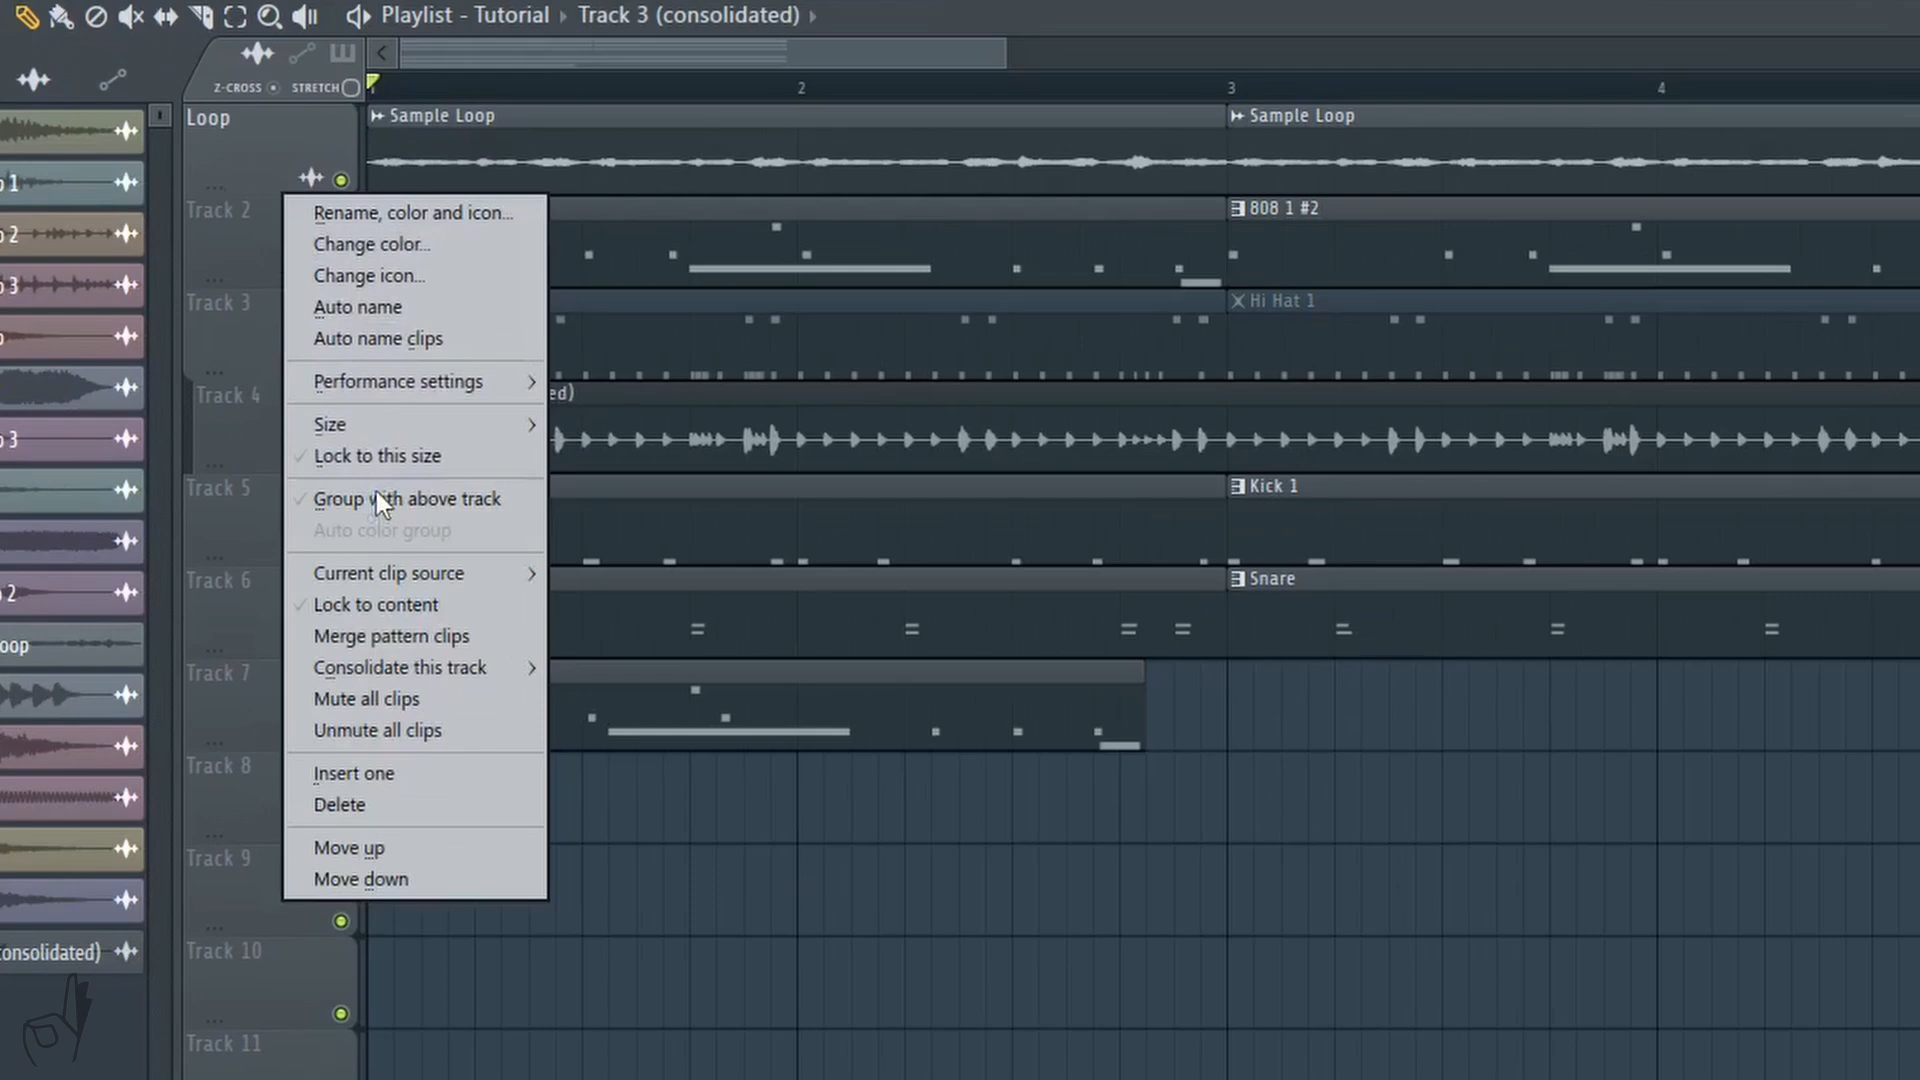 Playlist - Tutorial › Track 3 (consolidated) ›
Z-CROSS STRETCH
1 2 3 4
Loop
Sample Loop
Sample Loop
Track 2
808 1 #2
Track 3
Hi Hat 1
Track 4
ed)
Track 5
Kick 1
Track 6
Snare
Track 7
Track 8
Track 9
Track 10
Track 11
Rename, color and icon...
Change color...
Change icon...
Auto name
Auto name clips
Performance settings
Size
Lock to this size
Group with above track
Auto color group
Current clip source
Lock to content
Merge pattern clips
Consolidate this track
Mute all clips
Unmute all clips
Insert one
Delete
Move up
Move down
1
2
3
3
2
oop
consolidated)